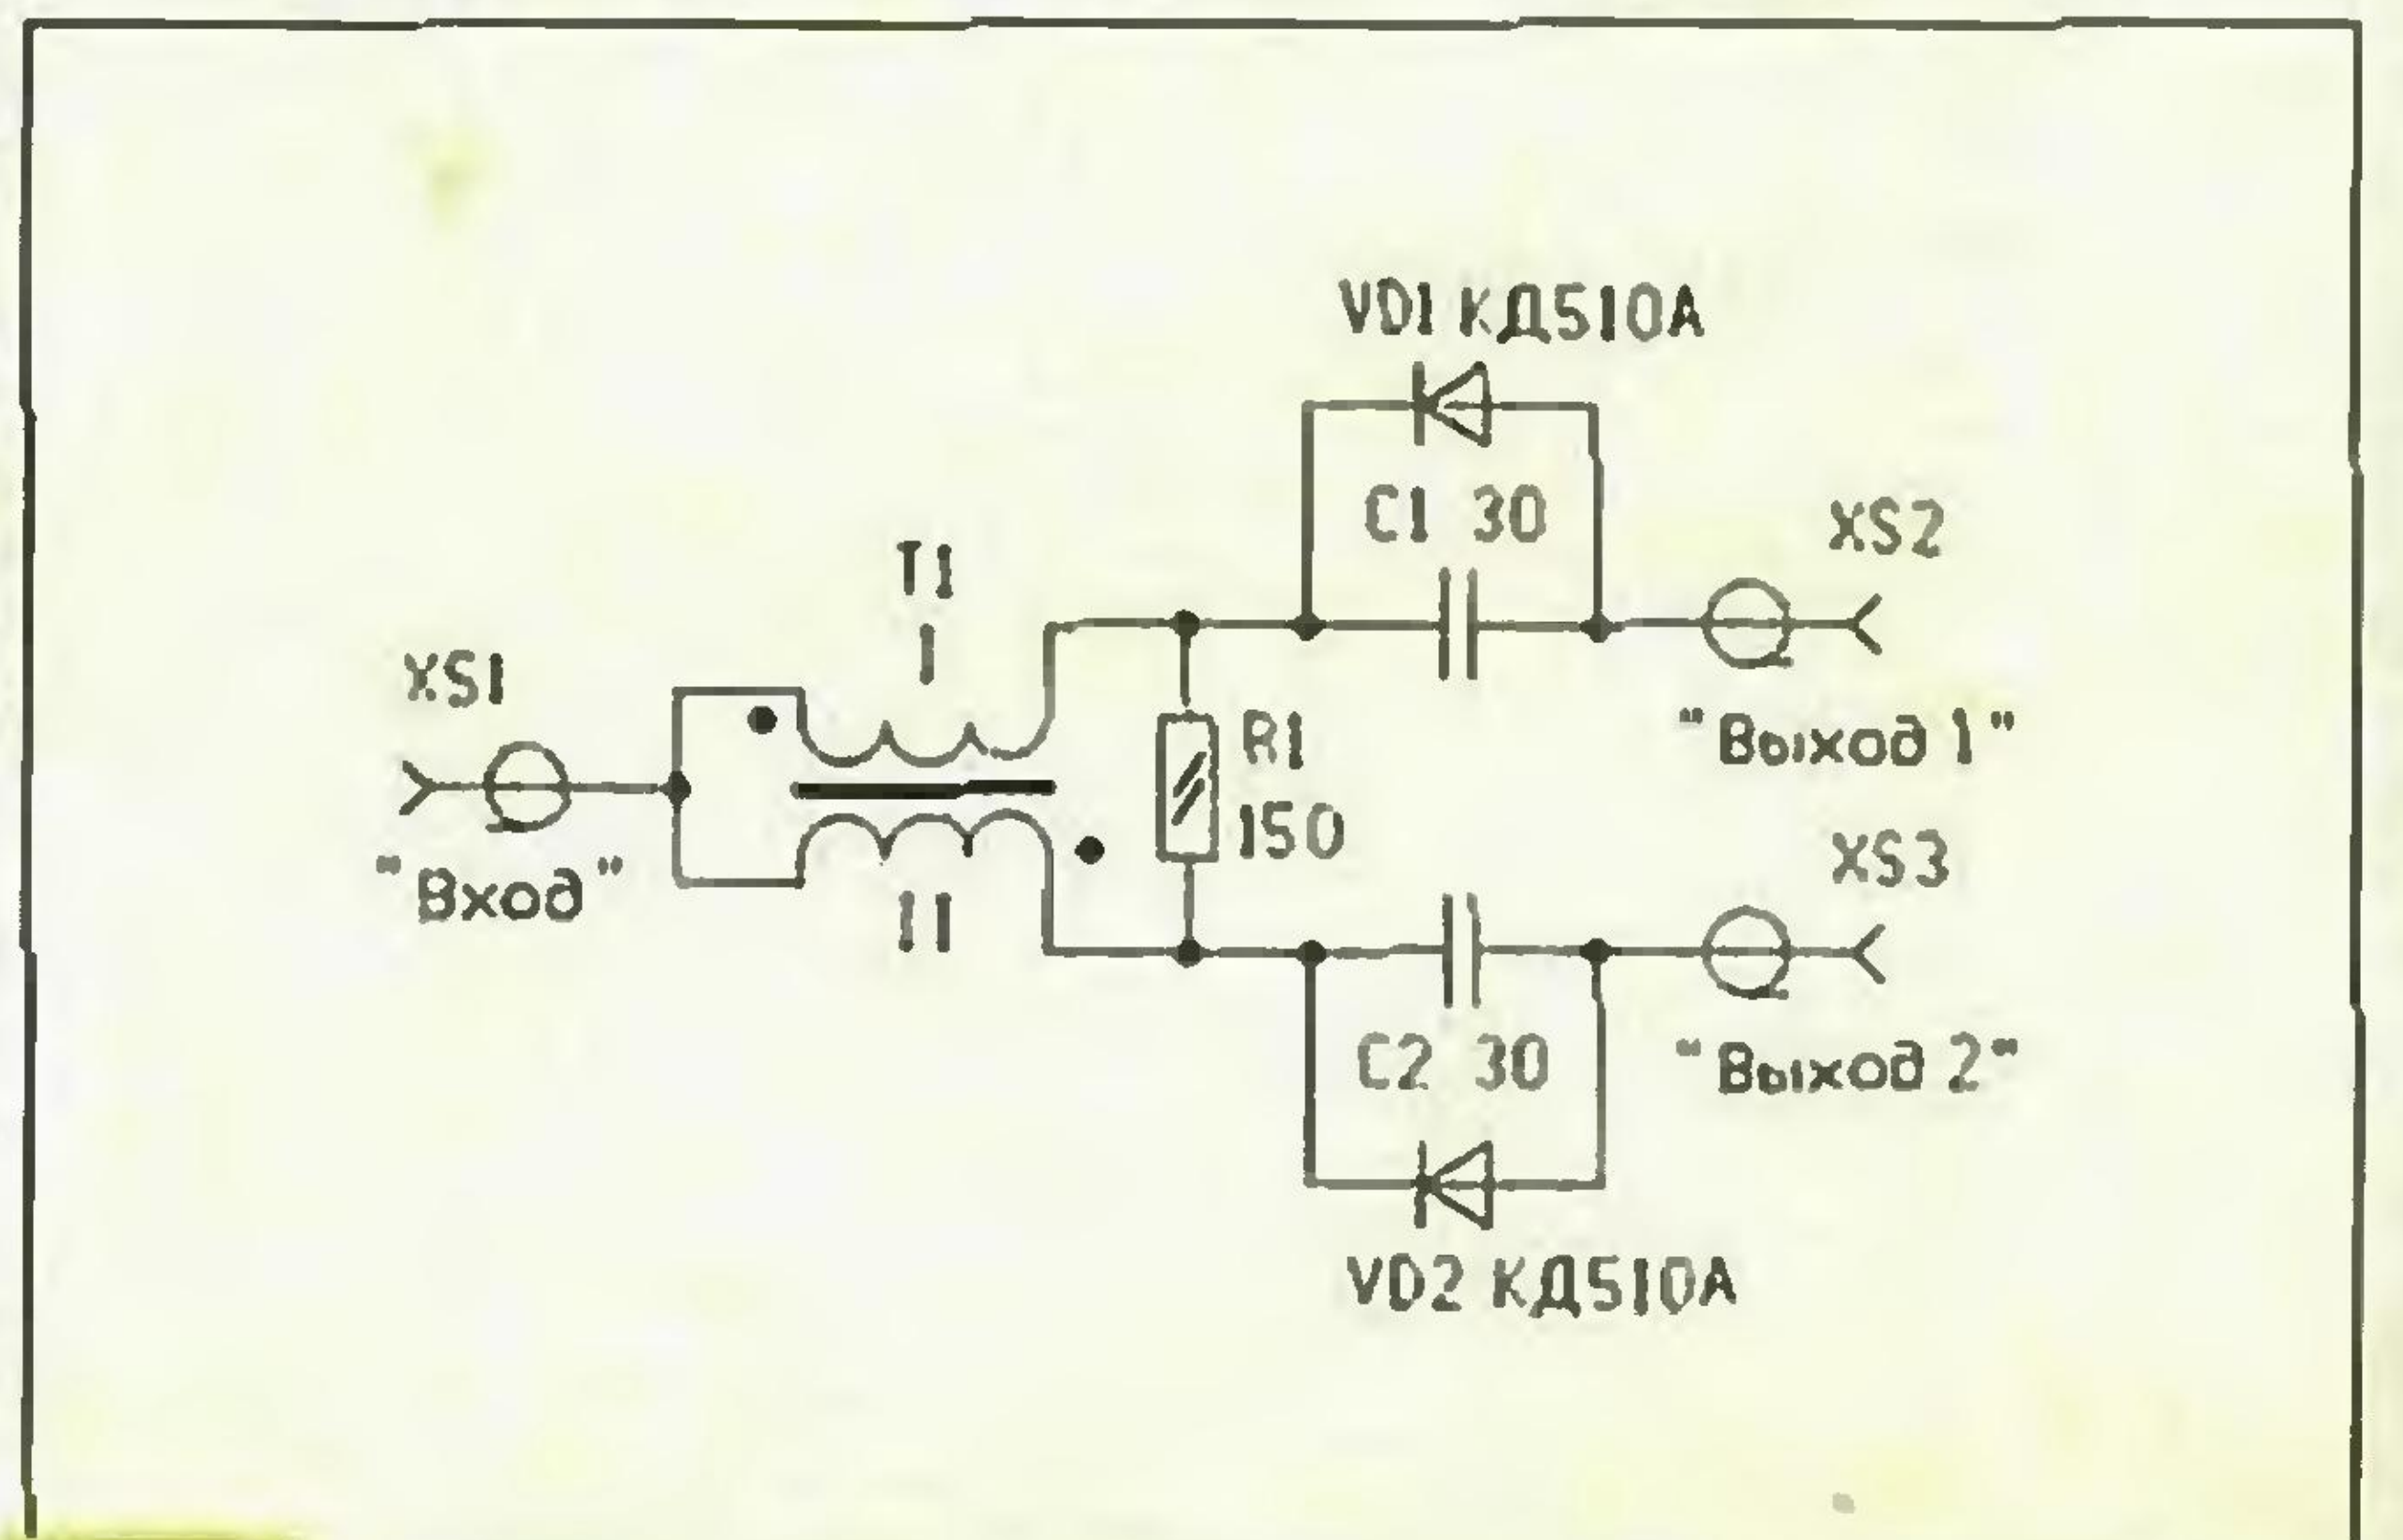 VD1 КД510А
C1 30
XS2
T1
I
XS1
R1
"Выход 1"
150
XS3
"Вход"
II
C2 30
"Выход 2"
VD2 КД510А